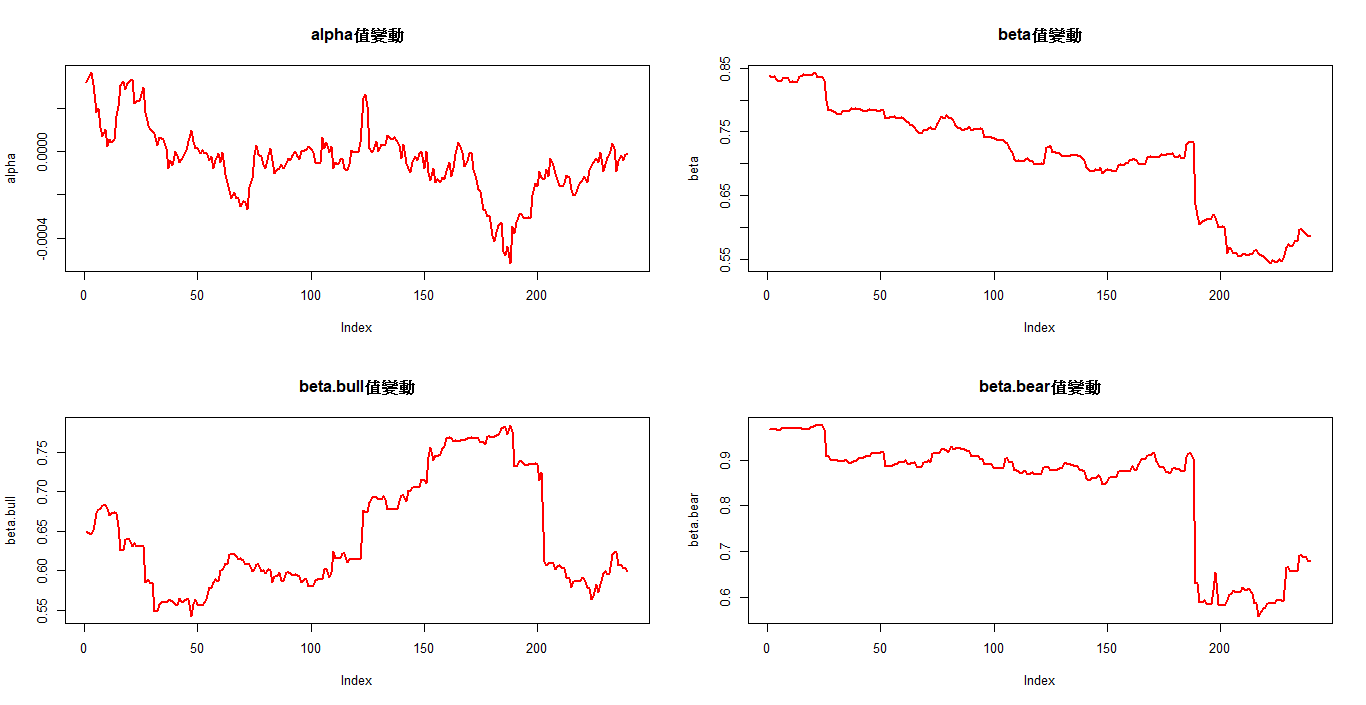 alpha值變動
alpha
0.0000
-0.0004
0 50 100 150 200
Index
beta值變動
beta
0.85
0.75
0.65
0.55
0 50 100 150 200
Index
beta.bull值變動
beta.bull
0.75
0.70
0.65
0.60
0.55
0 50 100 150 200
Index
beta.bear值變動
beta.bear
0.9
0.8
0.7
0.6
0 50 100 150 200
Index